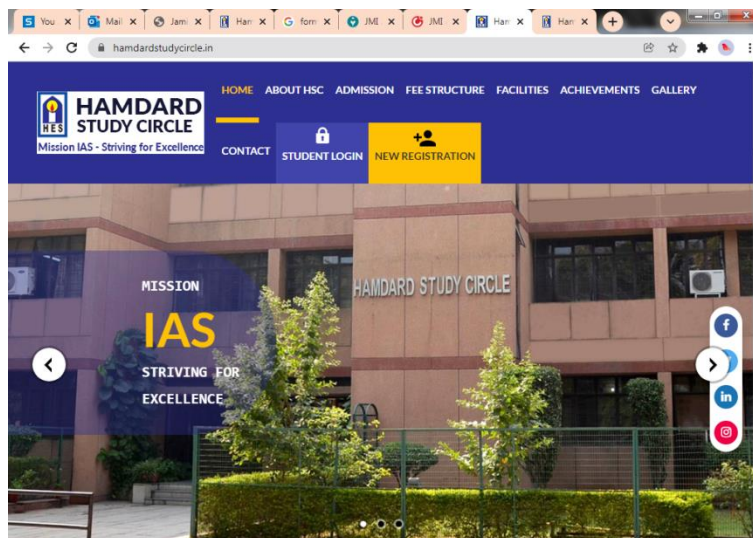 You
Mail
Jami
Han
G form
JMI
JMI
Han
Han
hamdardstudycircle.in
HES
HAMDARD
STUDY CIRCLE
Mission IAS - Striving for Excellence
HOME ABOUT HSC ADMISSION FEE STRUCTURE FACILITIES ACHIEVEMENTS GALLERY
CONTACT STUDENT LOGIN NEW REGISTRATION
HAMDARD STUDY CIRCLE
MISSION
IAS
STRIVING FOR
EXCELLENCE